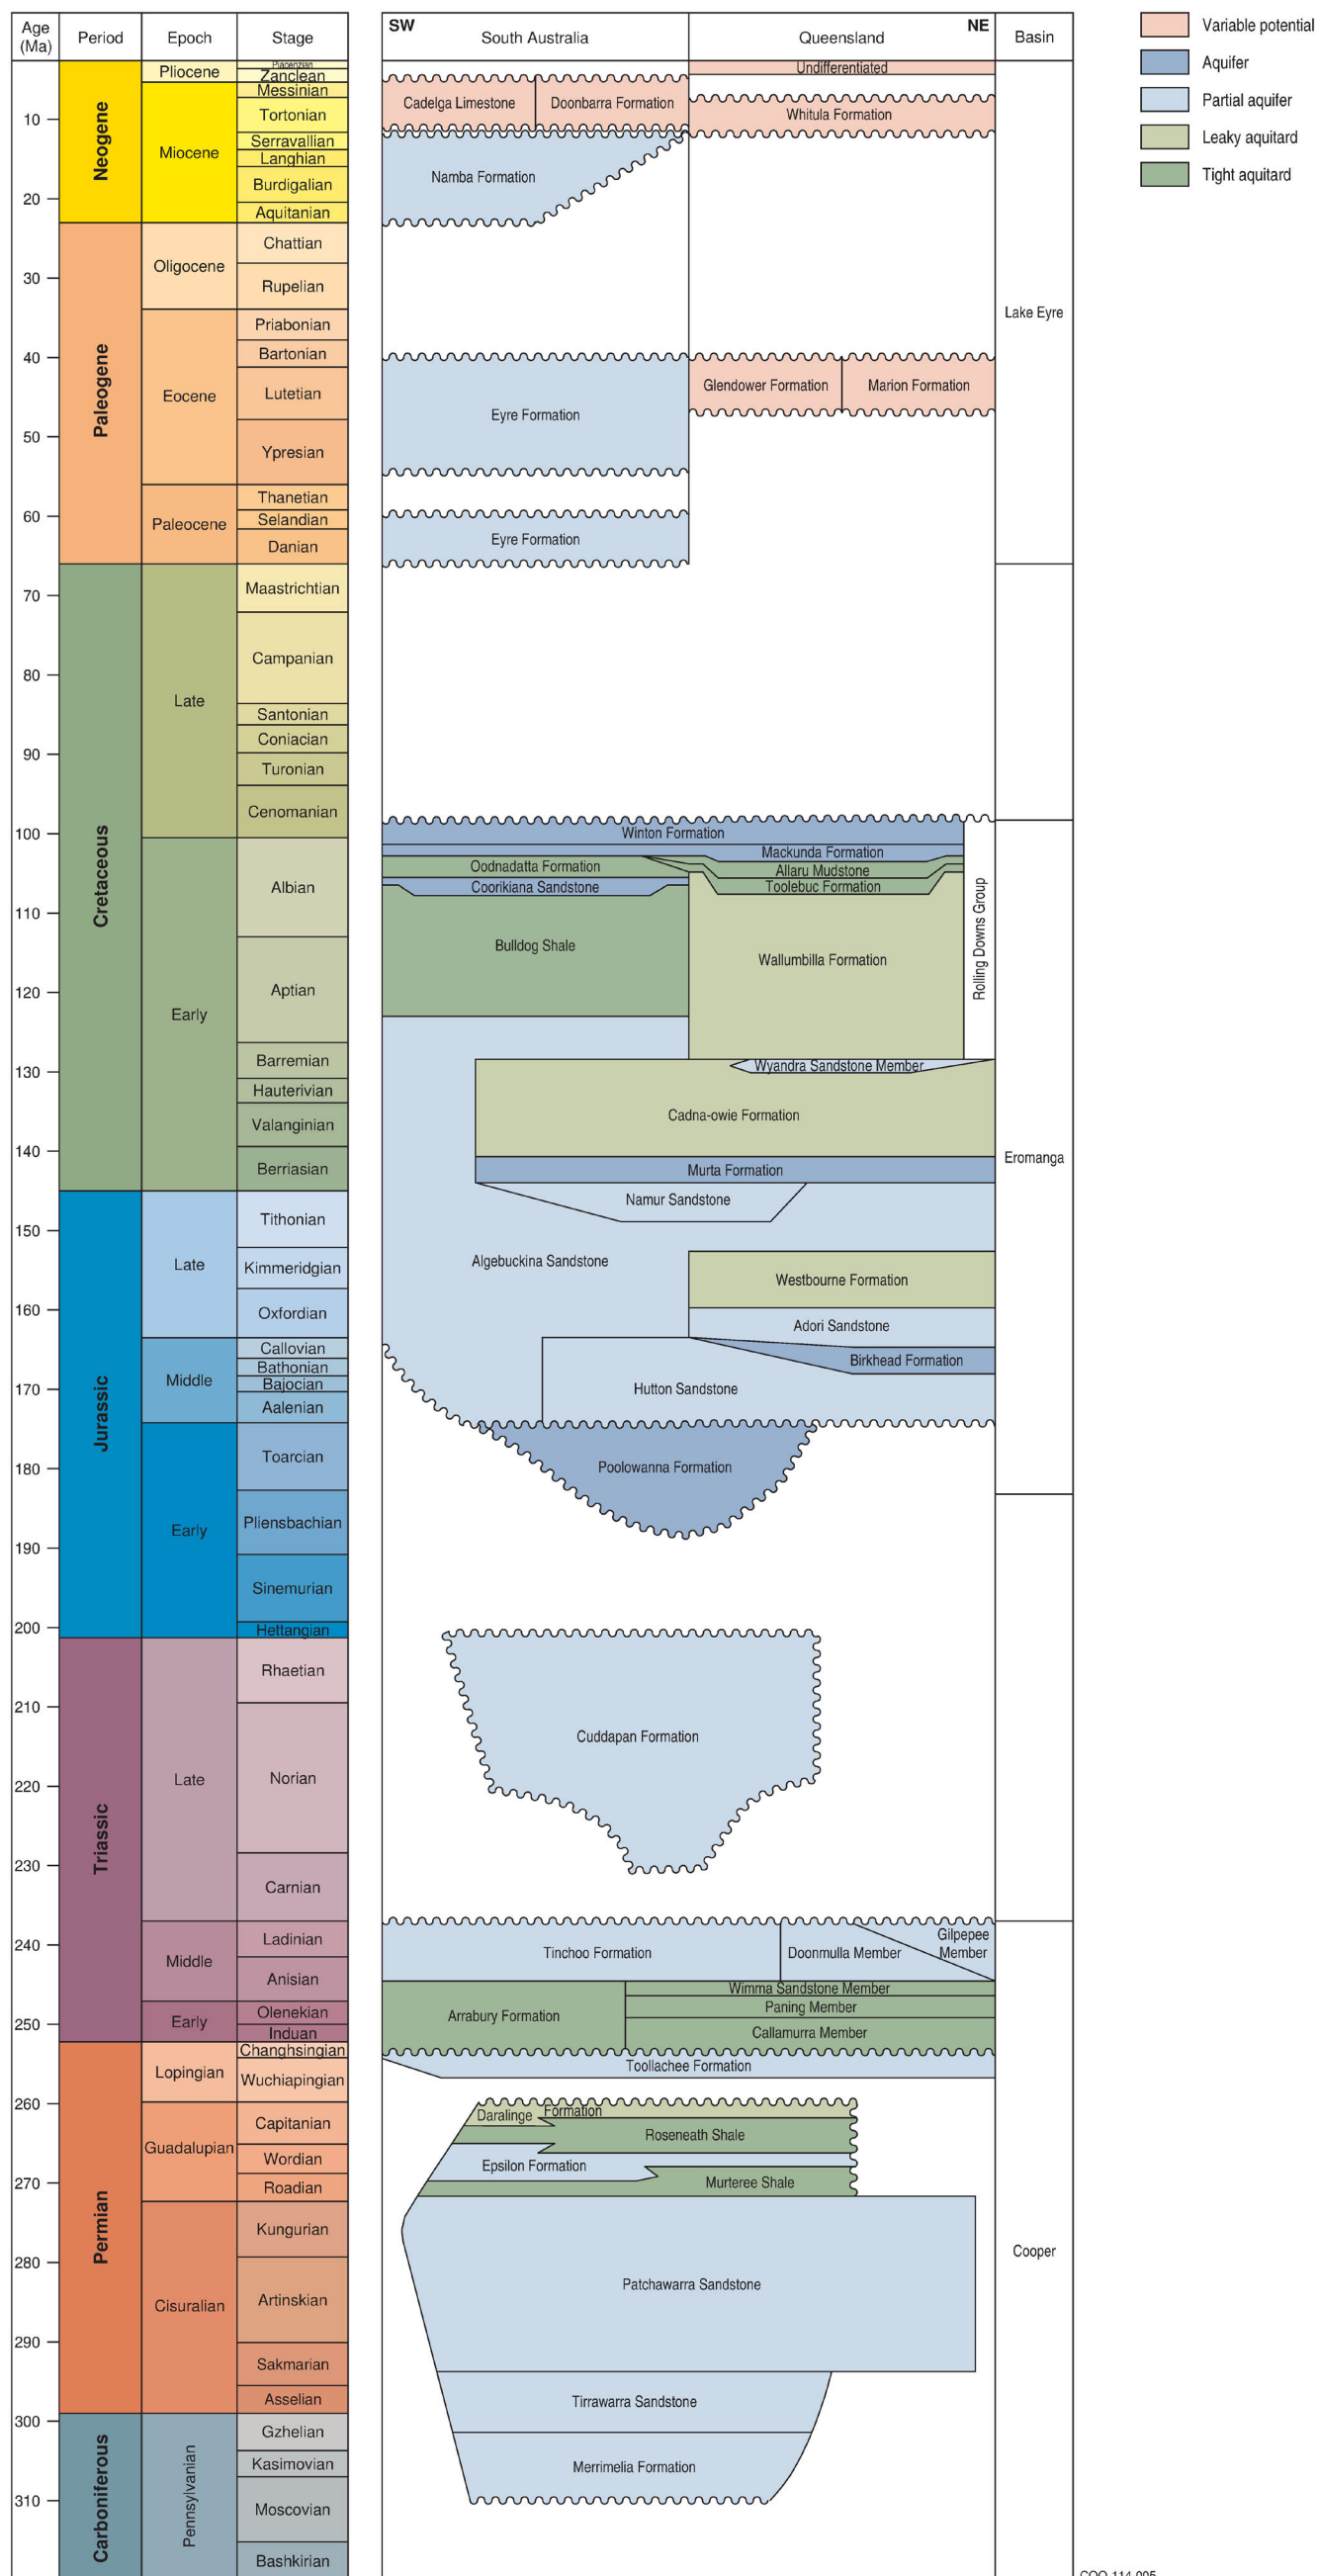 Age
(Ma)
Period
Epoch
Stage
SW
South Australia
Queensland
NE
Basin
Variable potential
Aquifer
Partial aquifer
Leaky aquitard
Tight aquitard
10
20
30
40
50
60
70
80
90
100
110
120
130
140
150
160
170
180
190
200
210
220
230
240
250
260
270
280
290
300
310
Neogene
Paleogene
Cretaceous
Jurassic
Triassic
Permian
Carboniferous
Pliocene
Miocene
Oligocene
Eocene
Paleocene
Late
Early
Late
Middle
Early
Late
Middle
Early
Lopingian
Guadalupian
Cisuralian
Pennsylvanian
Piacenzian
Zanclean
Messinian
Tortonian
Serravallian
Langhian
Burdigalian
Aquitanian
Chattian
Rupelian
Priabonian
Bartonian
Lutetian
Ypresian
Thanetian
Selandian
Danian
Maastrichtian
Campanian
Santonian
Coniacian
Turonian
Cenomanian
Albian
Aptian
Barremian
Hauterivian
Valanginian
Berriasian
Tithonian
Kimmeridgian
Oxfordian
Callovian
Bathonian
Bajocian
Aalenian
Toarcian
Pliensbachian
Sinemurian
Hettangian
Rhaetian
Norian
Carnian
Ladinian
Anisian
Olenekian
Induan
Changhsingian
Wuchiapingian
Capitanian
Wordian
Roadian
Kungurian
Artinskian
Sakmarian
Asselian
Gzhelian
Kasimovian
Moscovian
Bashkirian
Undifferentiated
Cadelga Limestone
Doonbarra Formation
Whitula Formation
Namba Formation
Eyre Formation
Glendower Formation
Marion Formation
Eyre Formation
Winton Formation
Mackunda Formation
Oodnadatta Formation
Allaru Mudstone
Coorikiana Sandstone
Toolebuc Formation
Bulldog Shale
Wallumbilla Formation
Rolling Downs Group
Wyandra Sandstone Member
Cadna-owie Formation
Murta Formation
Namur Sandstone
Algebuckina Sandstone
Westbourne Formation
Adori Sandstone
Birkhead Formation
Hutton Sandstone
Poolowanna Formation
Cuddapan Formation
Tinchoo Formation
Doonmulla Member
Gilpepee
Member
Arrabury Formation
Wimma Sandstone Member
Paning Member
Callamurra Member
Toollachee Formation
Daralinge Formation
Roseneath Shale
Epsilon Formation
Murteree Shale
Patchawarra Sandstone
Tirrawarra Sandstone
Merrimelia Formation
Lake Eyre
Eromanga
Cooper
COO-114-005